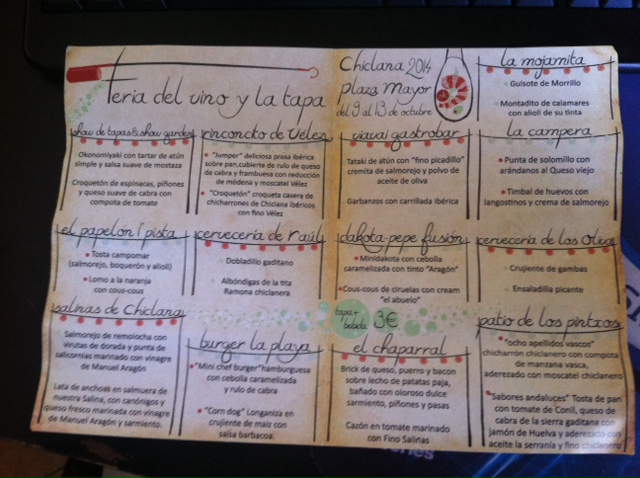 Feria del vino y la tapa
Chiclana 2014
plaza Mayor
del 9 al 13 de octubre
la mojamita
Guisote de Morrillo
Montadito de calamares
con alioli de su tinta
show de tapas&show garden
Okonomiyaki con tartar de atún
simple y salsa suave de mostaza
Croquetón de espinacas, piñones
y queso suave de cabra con
compota de tomate
rinconcito de Vélez
"Jumper" deliciosa presa ibérica
sobre pan,cubierta de rulo de queso
de cabra y frambuesa con reducción
de módena y moscatel Vélez
"Croquetón" croqueta casera de
chicharrones de Chiclana ibéricos
con fino Vélez
viavai gastrobar
Tataki de atún con "fino picadillo"
cremita de salmorejo y polvo de
aceite de oliva
Garbanzos con carrillada ibérica
la campera
Punta de solomillo con
arándanos al Queso viejo
Timbal de huevos con
langostinos y crema de salmorejo
el papelón / pista
Tosta campomar
(salmorejo, boquerón y alioli)
Lomo a la naranja
con cous-cous
cervecería de Raúl
Dobladillo gaditano
Albóndigas de la tita
Ramona chiclanera
dakota-pepe fusión
Minidakota con cebolla
caramelizada con tinto "Aragón"
Cous-cous de ciruelas con cream
"el abuelo"
cervecería de los Olivos
Crujiente de gambas
Ensaladilla picante
salinas de Chiclana
Salmorejo de remolocha con
virutas de dorada y punta de
salicornias marinado con vinagre
de Manuel Aragón
Lata de anchoas en salmuera de
nuestra Salina, con canónigos y
queso fresco marinada con vinagre
de Manuel Aragón y sarmiento.
burger la playa
"Mini chef burger"hamburguesa
con cebolla caramelizada
y rulo de cabra
"Corn dog" Longaniza en
crujiente de maíz con
salsa barbacoa.
tapa +
bebida 3€
el chaparral
Brick de queso, puerro y bacon
sobre lecho de patatas paja,
bañado con oloroso dulce
sarmiento, piñones y pasas
Cazón en tomate marinado
con Fino Salinas
patio de los pintxos
"ocho apellidos vascos"
chicharrón chiclanero con compota
de manzana vasca,
aderezado con moscatel chiclanero
"Sabores andaluces" Tosta de pan
con tomate de Conil, queso de
cabra de la sierra gaditana con
jamón de Huelva y aderezado con
aceite la serranía y fino chiclanero